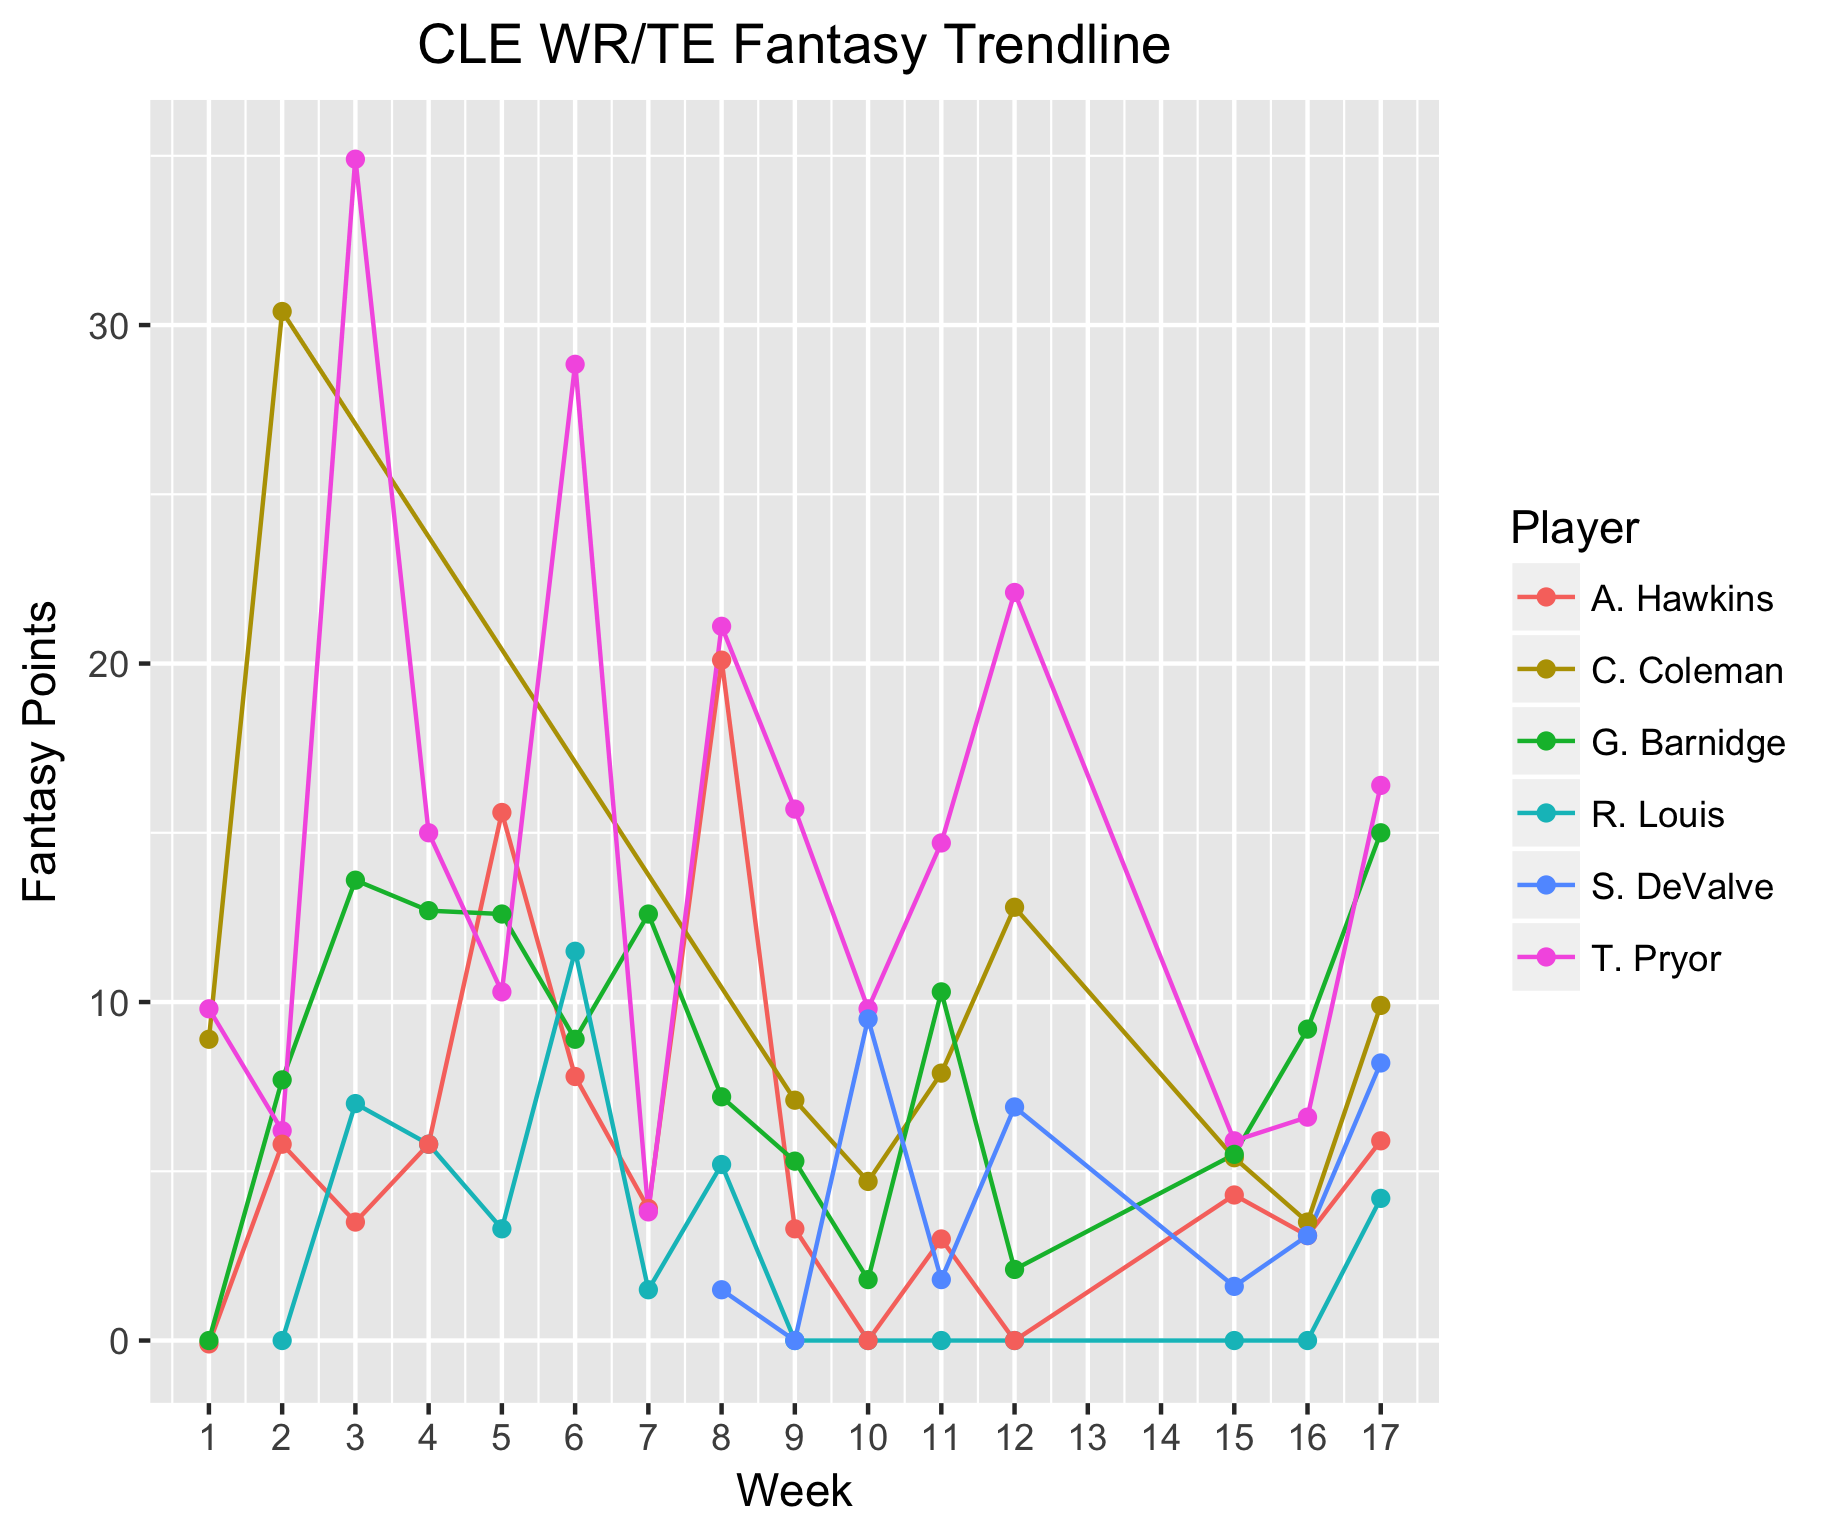 CLE WR/TE Fantasy Trendline
Fantasy Points
30
20
10
0
1 2 3 4 5 6 7 8 9 10 11 12 13 14 15 16 17
Week
Player
A. Hawkins
C. Coleman
G. Barnidge
R. Louis
S. DeValve
T. Pryor